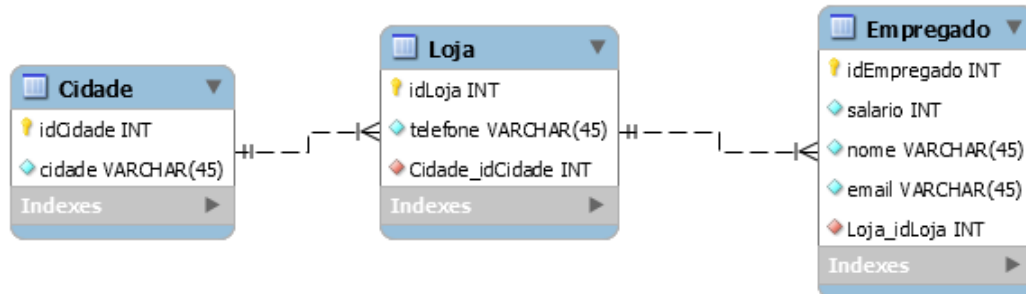 Cidade
idCidade INT
cidade VARCHAR(45)
Indexes
Loja
idLoja INT
telefone VARCHAR(45)
Cidade_idCidade INT
Indexes
Empregado
idEmpregado INT
salario INT
nome VARCHAR(45)
email VARCHAR(45)
Loja_idLoja INT
Indexes